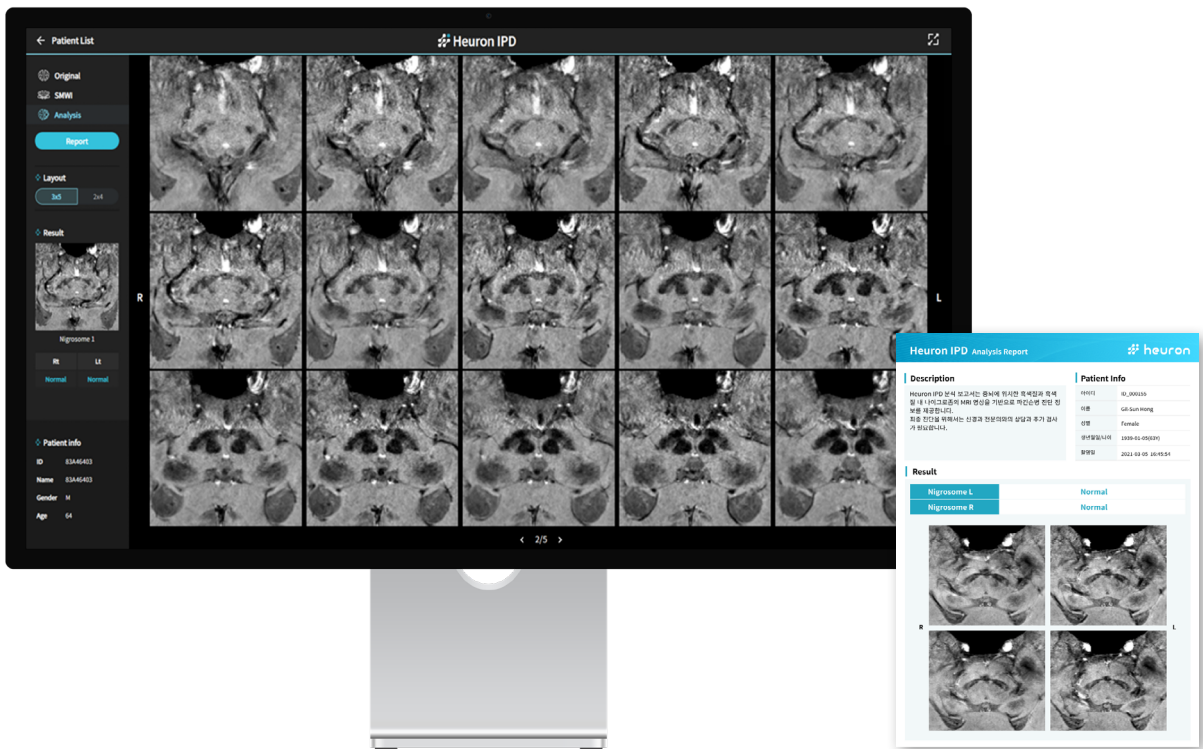 Patient List
Heuron IPD
Original
SMWI
Analysis
Report
Layout
3x5 2x4
Result
Nigrosome 1
Rt Lt
Normal Normal
Patient info
ID 83A46403
Name 83A46403
Gender M
Age 64
R
L
2/5
Heuron IPD Analysis Report
heuron
Description
Heuron IPD 분석 보고서는 중뇌에 위치한 흑색질과 흑색
질 내 나이그로좀의 MRI 영상을 기반으로 파킨슨병 진단 정
보를 제공합니다.
최종 진단을 위해서는 신경과 전문의와의 상담과 추가 검사
가 필요합니다.
Patient Info
아이디 ID_000155
이름 Gil-Sun Hong
성별 Female
생년월일/나이 1939-01-05(83Y)
촬영일 2021-03-05 16:45:54
Result
Nigrosome L Normal
Nigrosome R Normal
R
L